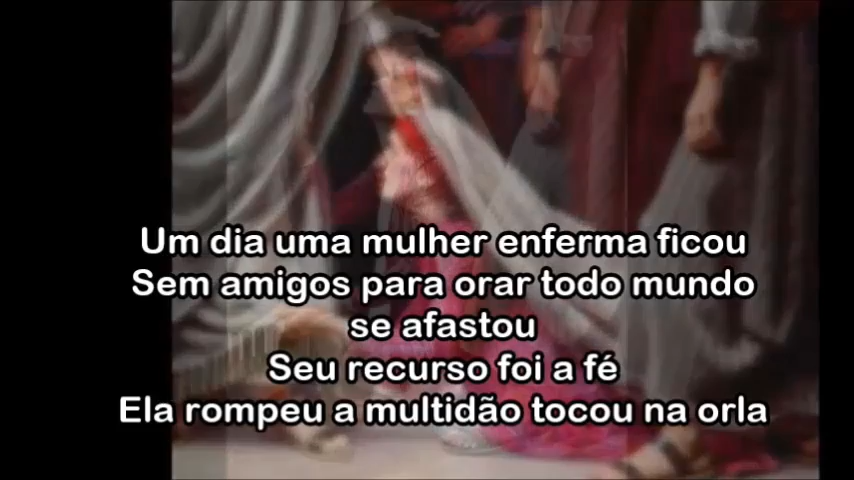 Um dia uma mulher enferma ficou
Sem amigos para orar todo mundo
se afastou
Seu recurso foi a fé
Ela rompeu a multidão tocou na orla